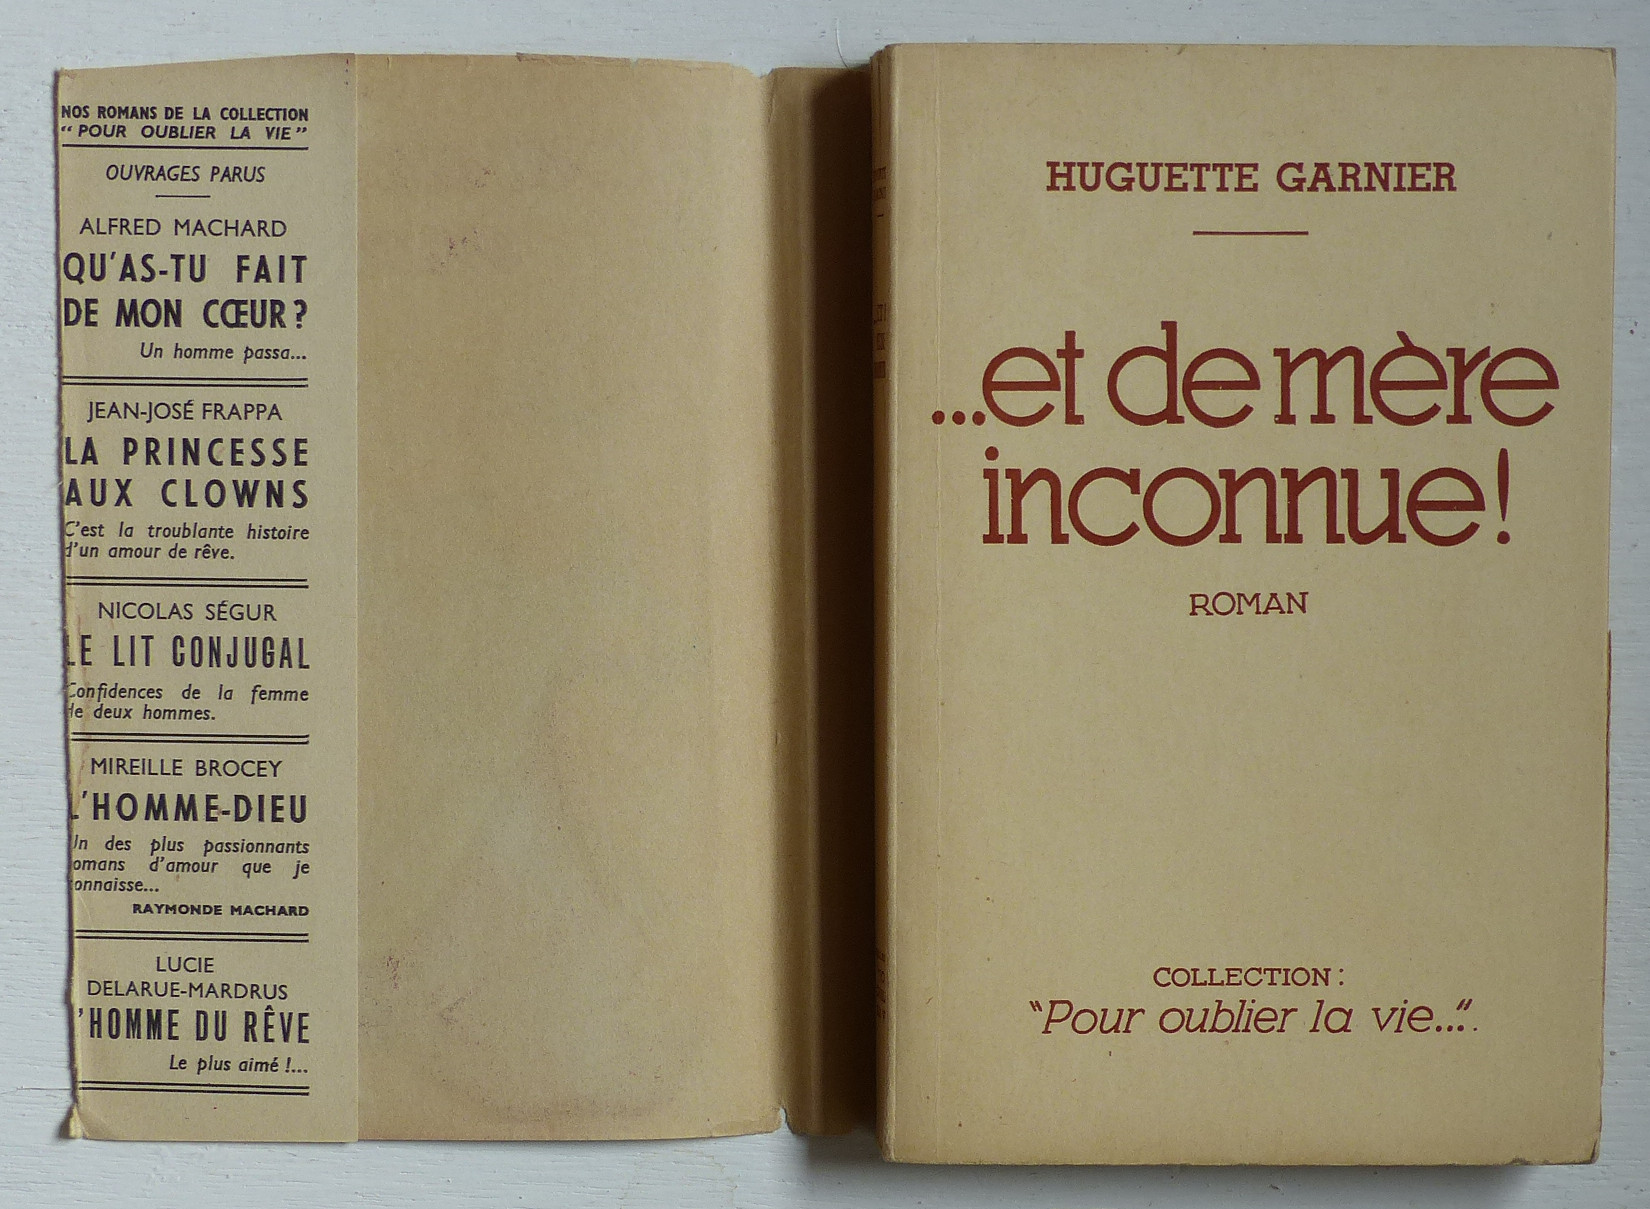 NOS ROMANS DE LA COLLECTION
"POUR OUBLIER LA VIE"
OUVRAGES PARUS
ALFRED MACHARD
QU'AS-TU FAIT
DE MON CŒUR ?
Un homme passa...
JEAN-JOSÉ FRAPPA
LA PRINCESSE
AUX CLOWNS
C'est la troublante histoire
d'un amour de rêve.
NICOLAS SÉGUR
LE LIT CONJUGAL
Confidences de la femme
de deux hommes.
MIREILLE BROCEY
L'HOMME-DIEU
Un des plus passionnants
romans d'amour que je
connaisse...
RAYMONDE MACHARD
LUCIE
DELARUE-MARDRUS
L'HOMME DU RÊVE
Le plus aimé !...
HUGUETTE GARNIER
...et de mère
inconnue!
ROMAN
COLLECTION :
"Pour oublier la vie...".